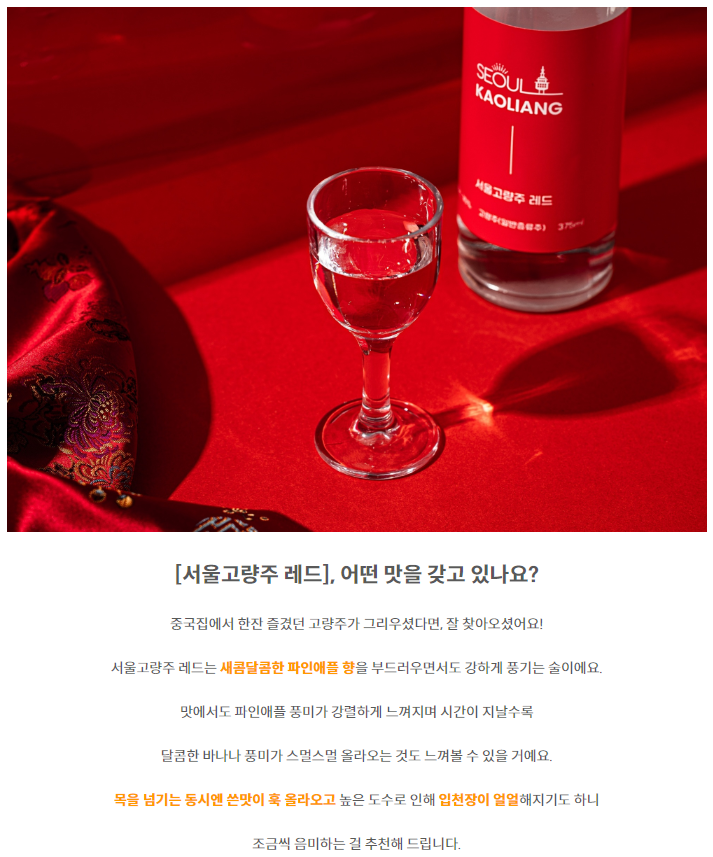 SEOUL
KAOLIANG
서울고량주 레드
고량주(일반증류주) 375ml
[서울고량주 레드], 어떤 맛을 갖고 있나요?
중국집에서 한잔 즐겼던 고량주가 그리우셨다면, 잘 찾아오셨어요!
서울고량주 레드는 새콤달콤한 파인애플 향을 부드러우면서도 강하게 풍기는 술이에요.
맛에서도 파인애플 풍미가 강렬하게 느껴지며 시간이 지날수록
달콤한 바나나 풍미가 스멀스멀 올라오는 것도 느껴볼 수 있을 거예요.
목을 넘기는 동시엔 쓴맛이 훅 올라오고 높은 도수로 인해 입천장이 얼얼해지기도 하니
조금씩 음미하는 걸 추천해 드립니다.